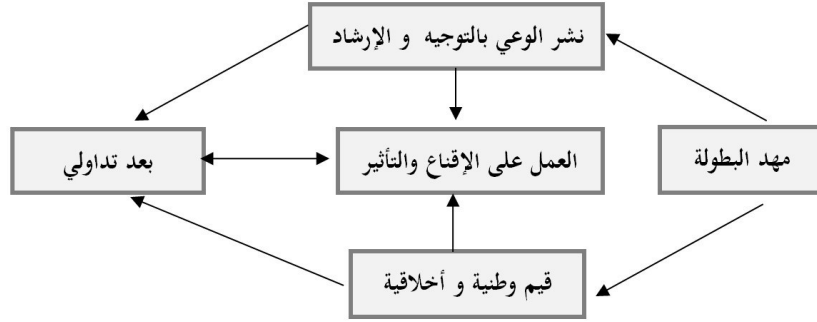 نشر الوعي بالتوجيه و الإرشاد
مهد البطولة
العمل على الإقناع والتأثير
بعد تداولي
قيم وطنية و أخلاقية